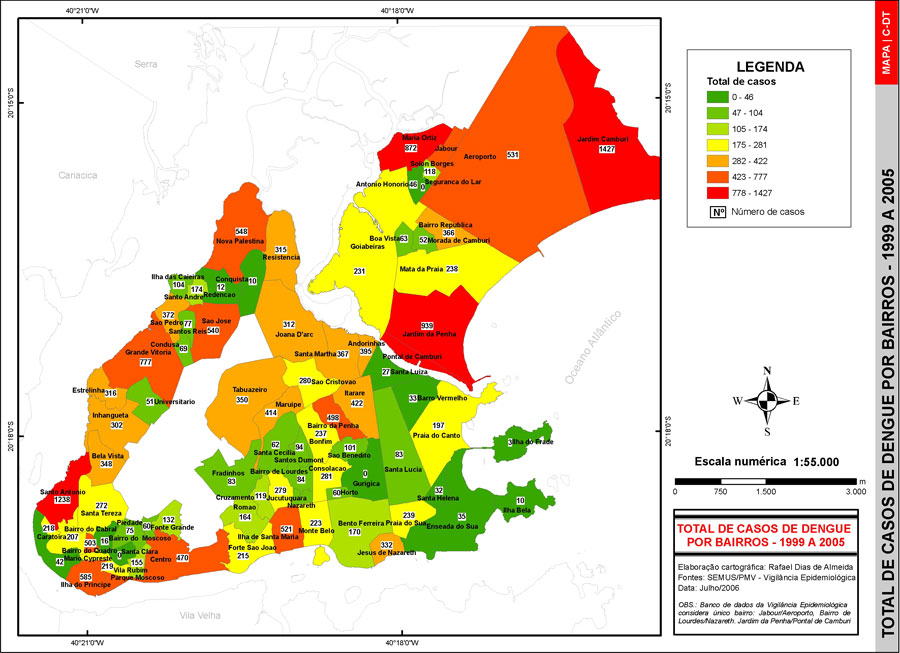 40°21'0"W
40°18'0"W
MAPA | C-DT
TOTAL DE CASOS DE DENGUE POR BAIRROS - 1999 A 2005
20°15'0"S
20°15'0"S
20°18'0"S
20°18'0"S
Serra
Cariacica
Vila Velha
Oceano Atlântico
LEGENDA
Total de casos
0 - 46
47 - 104
105 - 174
175 - 281
282 - 422
423 - 777
778 - 1427
Nº Número de casos
Maria Ortiz
872
Jabour
Aeroporto
531
Jardim Camburi
1427
Solon Borges
118
Antonio Honorio 46
0 Seguranca do Lar
Bairro Republica
366
Boa Vista 63
52 Morada de Camburi
Goiabeiras
231
Mata da Praia 238
939
Jardim da Penha
Pontal de Camburi
548
Nova Palestina
315
Resistencia
Ilha das Caieiras
104
Conquista
12
10
174 Redencao
Santo Andre
372
Sao Pedro 77
Santos Reis
Sao Jose
540
Condusa
69
Grande Vitoria
777
312
Joana D'arc
Andorinhas
395
Santa Martha 367
27 Santa Luiza
280 Sao Cristovao
33 Barro Vermelho
Estrelinha
316
51 Universitario
Tabuazeiro
350
Itarare
422
Maruipe
414
Inhangueta
302
498
Bairro da Penha
237
Bonfim
197
Praia do Canto
3 Ilha do Frade
Bela Vista
348
62
Santa Cecilia
94
Santos Dumont
101
Sao Benedito
83
Santa Lucia
Fradinhos
83
Bairro de Lourdes
84
Consolacao
281
0
Gurigica
Santo Antonio
1238
272
Santa Tereza
Cruzamento 119
279
Jucutuquara
Nazareth
60 Horto
32
Santa Helena
10
Ilha Bela
Romao
164
218
Caratoira 207
Bairro do Cabral
Piedade
75
60 Fonte Grande
132
503
16 Bairro do Moscoso
Bairro do Quadro
Mario Cypreste
42
0
Santa Clara
219
155
Vila Rubim
Parque Moscoso
585
Ilha do Principe
Centro
470
521
Ilha de Santa Maria
223
Monte Belo
Forte Sao Joao
215
Bento Ferreira
170
239
Praia do Sua
35
Enseada do Sua
332
Jesus de Nazareth
N
W E
S
Escala numérica 1:55.000
0 750 1.500 3.000
m
TOTAL DE CASOS DE DENGUE
POR BAIRROS - 1999 A 2005
Elaboração cartográfica: Rafael Dias de Almeida
Fontes: SEMUS/PMV - Vigilância Epidemiológica
Data: Julho/2006
OBS.: Banco de dados da Vigilância Epidemiológica
considera único bairro: Jabour/Aeroporto, Bairro de
Lourdes/Nazareth. Jardim da Penha/Pontal de Camburi
40°21'0"W
40°18'0"W